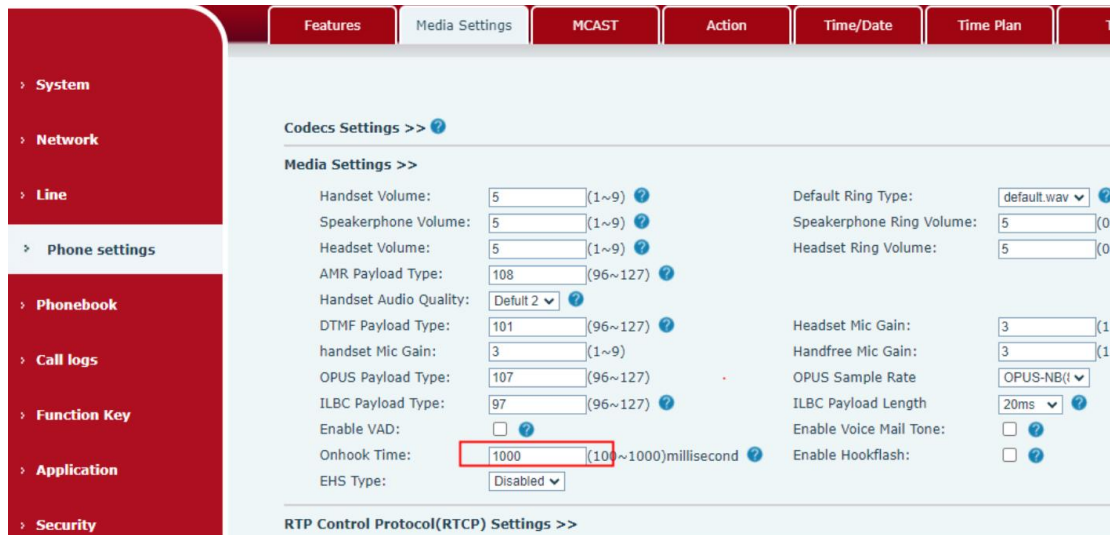 Features Media Settings MCAST Action Time/Date Time Plan
System
Network
Line
Phone settings
Phonebook
Call logs
Function Key
Application
Security
Codecs Settings >> ?
Media Settings >>
Handset Volume: 5 (1~9) ? Default Ring Type: default.wav ?
Speakerphone Volume: 5 (1~9) ? Speakerphone Ring Volume: 5 (0
Headset Volume: 5 (1~9) ? Headset Ring Volume: 5 (0
AMR Payload Type: 108 (96~127) ?
Handset Audio Quality: Defult 2 ?
DTMF Payload Type: 101 (96~127) ? Headset Mic Gain: 3 (1
handset Mic Gain: 3 (1~9) Handfree Mic Gain: 3 (1
OPUS Payload Type: 107 (96~127) OPUS Sample Rate OPUS-NB(
ILBC Payload Type: 97 (96~127) ? ILBC Payload Length 20ms ?
Enable VAD: ? Enable Voice Mail Tone: ?
Onhook Time: 1000 (100~1000)millisecond ? Enable Hookflash: ?
EHS Type: Disabled
RTP Control Protocol(RTCP) Settings >>